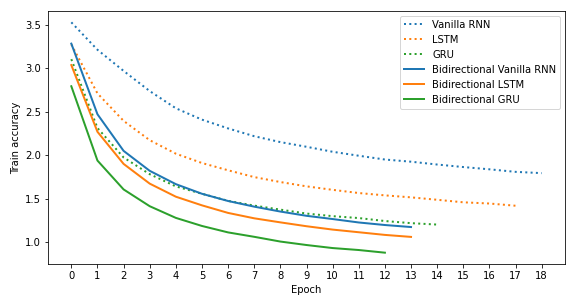 3.5
3.0
2.5
2.0
1.5
1.0
Train accuracy
Vanilla RNN
LSTM
GRU
Bidirectional Vanilla RNN
Bidirectional LSTM
Bidirectional GRU
0 1 2 3 4 5 6 7 8 9 10 11 12 13 14 15 16 17 18
Epoch